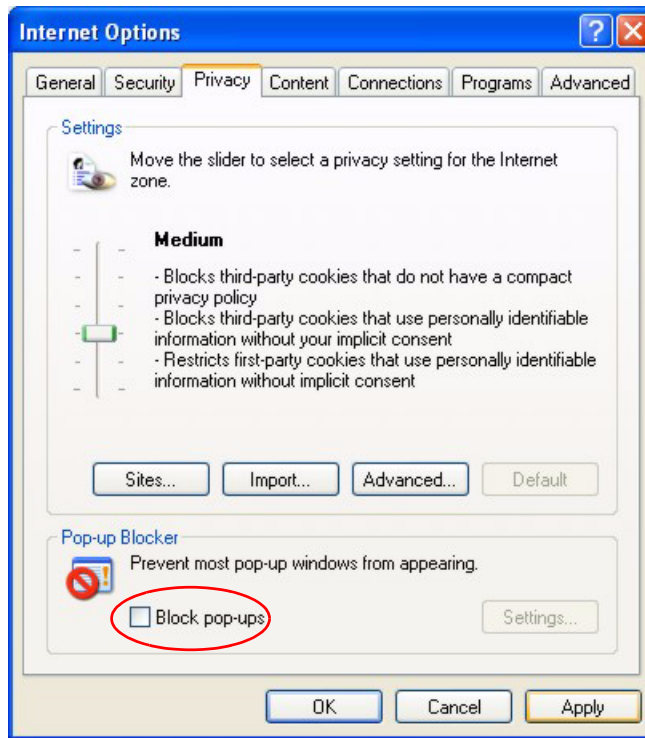 Internet Options
General Security Privacy Content Connections Programs Advanced
Settings
Move the slider to select a privacy setting for the Internet
zone.
Medium
- Blocks third-party cookies that do not have a compact
privacy policy
- Blocks third-party cookies that use personally identifiable
information without your implicit consent
- Restricts first-party cookies that use personally identifiable
information without implicit consent
Sites... Import... Advanced... Default
Pop-up Blocker
Prevent most pop-up windows from appearing.
Block pop-ups Settings...
OK Cancel Apply